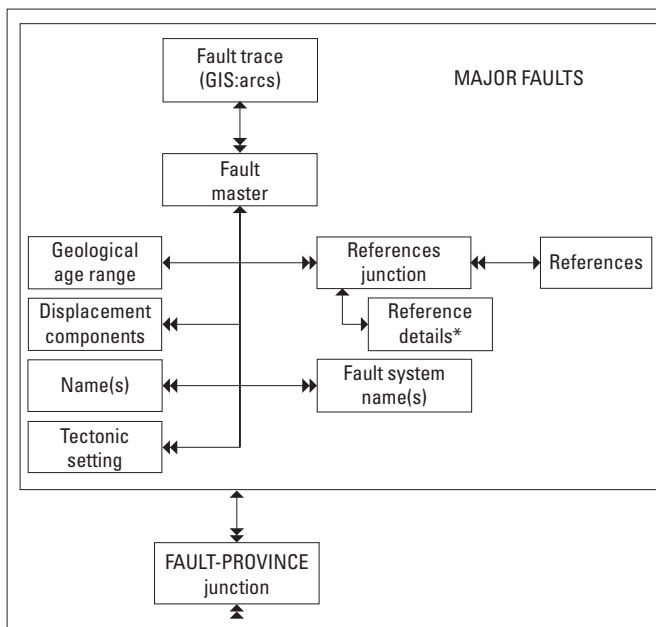 Fault trace
(GIS:arcs)
MAJOR FAULTS
Fault
master
Geological
age range
References
junction
References
Displacement
components
Reference
details*
Name(s)
Fault system
name(s)
Tectonic
setting
FAULT-PROVINCE
junction